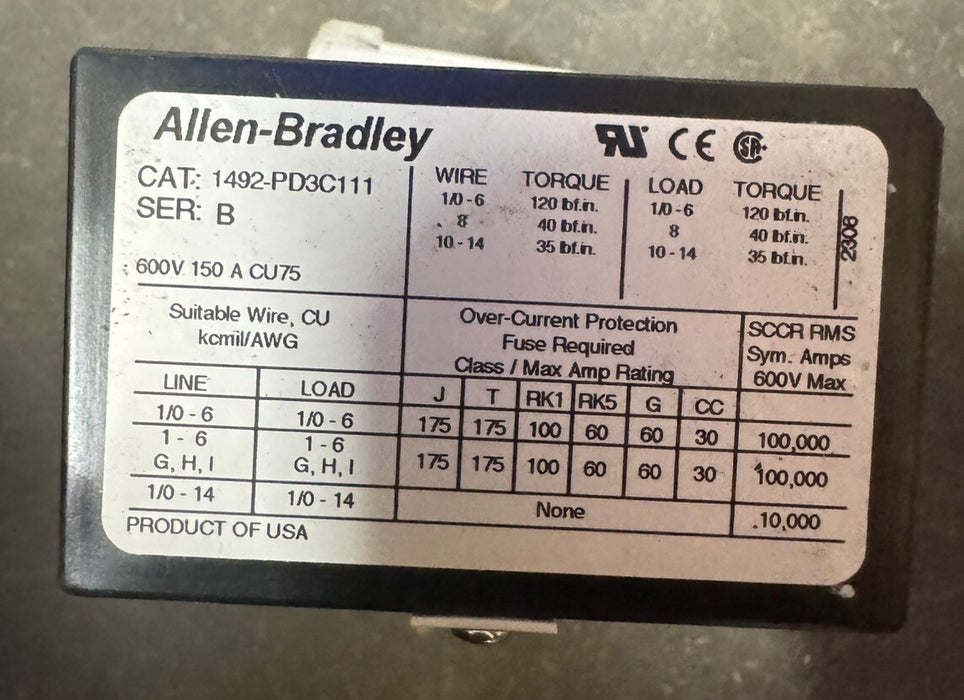 Allen-Bradley
CAT: 1492-PD3C111
SER: B
600V 150 A CU75
WIRE TORQUE
1/0-6 120 lbf.in.
8 40 lbf.in.
10-14 35 lbf.in.
LOAD TORQUE
1/0-6 120 lbf.in.
8 40 lbf.in.
10-14 35 lbf.in.
2308
Suitable Wire, CU
kcmil/AWG
Over-Current Protection
Fuse Required
Class / Max Amp Rating
SCCR RMS
Sym. Amps
600V Max
LINE LOAD J T RK1 RK5 G CC
1/0 - 6 1/0 - 6 175 175 100 60 60 30 100,000
1 - 6 1 - 6
G, H, I G, H, I 175 175 100 60 60 30 100,000
1/0 - 14 1/0 - 14 None 10,000
PRODUCT OF USA